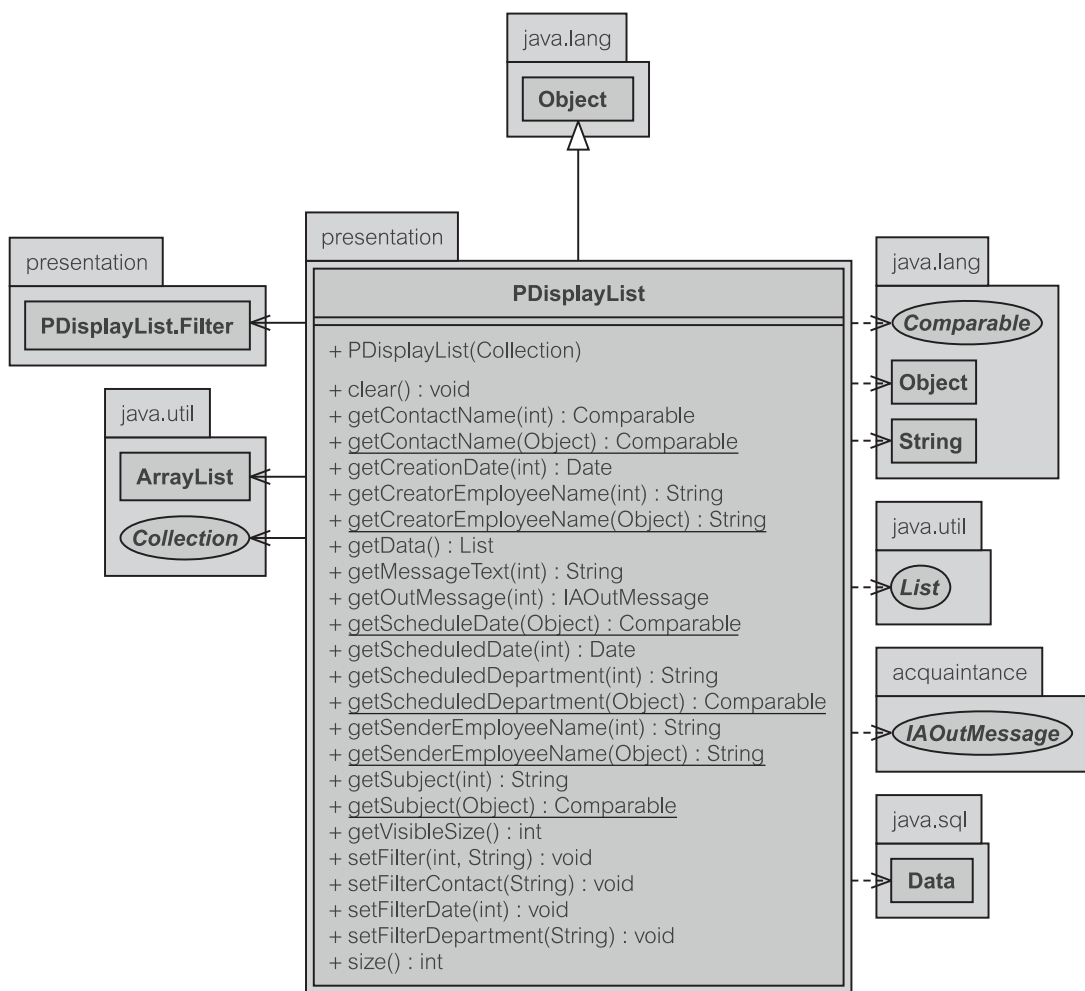 java.lang
Object
presentation
PDisplayList.Filter
java.util
ArrayList
Collection
presentation
PDisplayList
+ PDisplayList(Collection)
+ clear() : void
+ getContactName(int) : Comparable
+ getContactName(Object) : Comparable
+ getCreationDate(int) : Date
+ getCreatorEmployeeName(int) : String
+ getCreatorEmployeeName(Object) : String
+ getData() : List
+ getMessageText(int) : String
+ getOutMessage(int) : IAOutMessage
+ getScheduleDate(Object) : Comparable
+ getScheduledDate(int) : Date
+ getScheduledDepartment(int) : String
+ getScheduledDepartment(Object) : Comparable
+ getSenderEmployeeName(int) : String
+ getSenderEmployeeName(Object) : String
+ getSubject(int) : String
+ getSubject(Object) : Comparable
+ getVisibleSize() : int
+ setFilter(int, String) : void
+ setFilterContact(String) : void
+ setFilterDate(int) : void
+ setFilterDepartment(String) : void
+ size() : int
java.lang
Comparable
Object
String
java.util
List
acquaintance
IAOutMessage
java.sql
Data